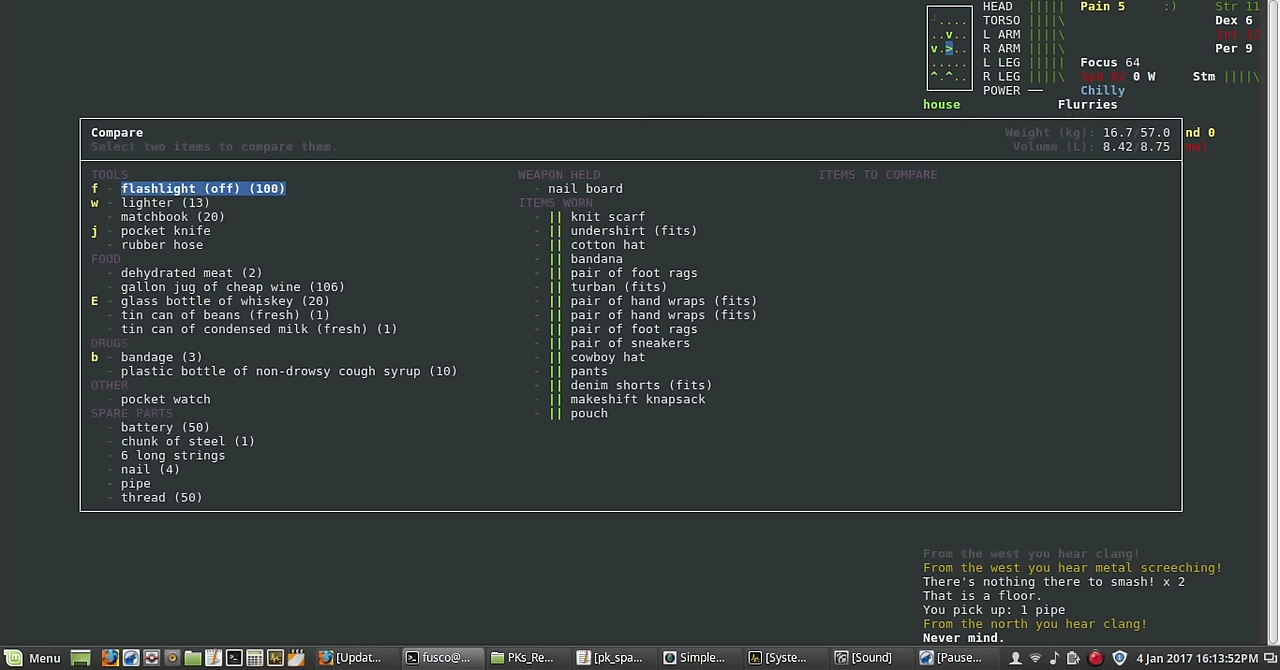 HEAD ||||| Pain 5 :) Str 11
TORSO ||||\ Dex 6
L ARM ||||\ Int 12
R ARM ||||\ Per 9
L LEG ||||| Focus 64
R LEG ||||\ Spd 82 0 W Stm ||||\
POWER — Chilly
house Flurries
Compare Weight (kg): 16.7/57.0 nd 0
Select two items to compare them. Volume (L): 8.42/8.75 me)
TOOLS WEAPON HELD ITEMS TO COMPARE
f - flashlight (off) (100) - nail board
w - lighter (13) ITEMS WORN
- matchbook (20) - || knit scarf
j - pocket knife - || undershirt (fits)
- rubber hose - || cotton hat
FOOD - || bandana
- dehydrated meat (2) - || pair of foot rags
- gallon jug of cheap wine (106) - || turban (fits)
E - glass bottle of whiskey (20) - || pair of hand wraps (fits)
- tin can of beans (fresh) (1) - || pair of hand wraps (fits)
- tin can of condensed milk (fresh) (1) - || pair of foot rags
DRUGS - || pair of sneakers
b - bandage (3) - || cowboy hat
- plastic bottle of non-drowsy cough syrup (10) - || pants
OTHER - || denim shorts (fits)
- pocket watch - || makeshift knapsack
SPARE PARTS - || pouch
- battery (50)
- chunk of steel (1)
- 6 long strings
- nail (4)
- pipe
- thread (50)
From the west you hear clang!
From the west you hear metal screeching!
There's nothing there to smash! x 2
That is a floor.
You pick up: 1 pipe
From the north you hear clang!
Never mind.
Menu [Updat... fusco@... PKs_Re... [pk_spa... Simple... [Syste... [Sound] [Pause... 4 Jan 2017 16:13:52PM